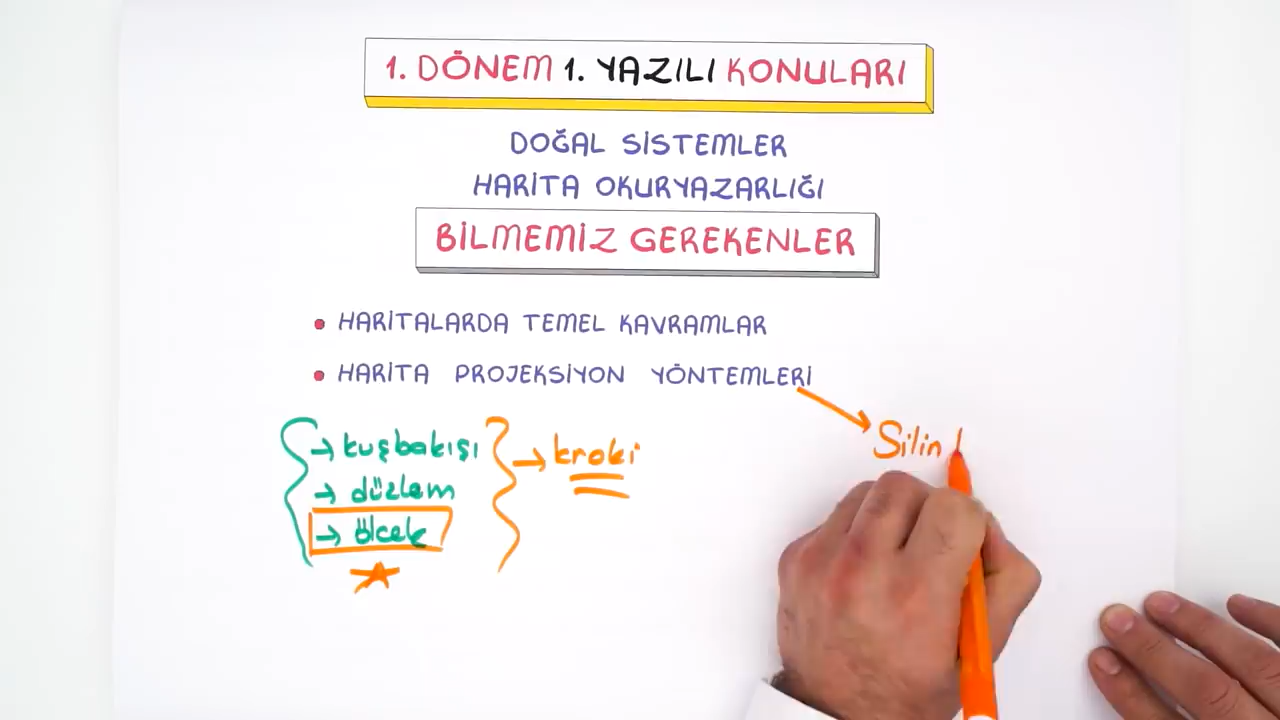 1. DÖNEM 1. YAZILI KONULARI
DOĞAL SİSTEMLER
HARİTA OKURYAZARLIĞI
BİLMEMİZ GEREKENLER
• HARİTALARDA TEMEL KAVRAMLAR
• HARİTA PROJEKSİYON YÖNTEMLERİ
→ kuşbakışı → kroki
→ düzlem
→ ölçek
Silin